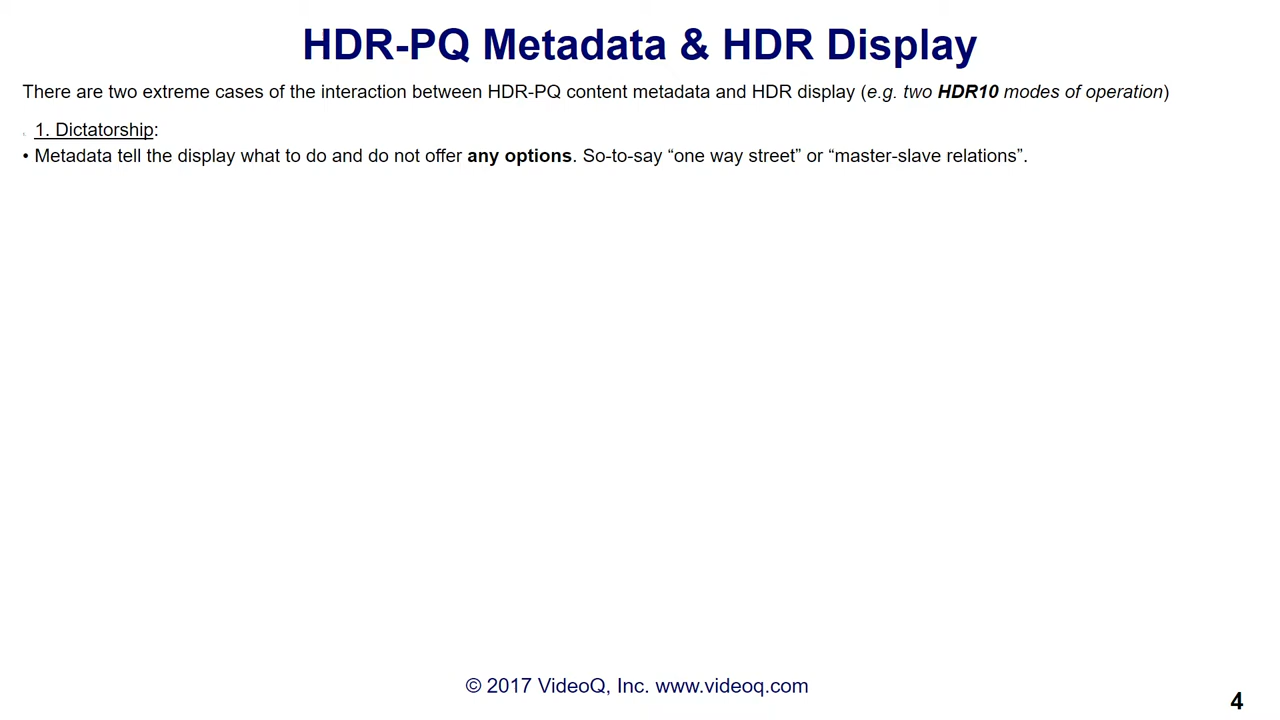 HDR-PQ Metadata & HDR Display
There are two extreme cases of the interaction between HDR-PQ content metadata and HDR display (e.g. two HDR10 modes of operation)
1. Dictatorship:
• Metadata tell the display what to do and do not offer any options. So-to-say “one way street” or “master-slave relations”.
© 2017 VideoQ, Inc. www.videoq.com
4